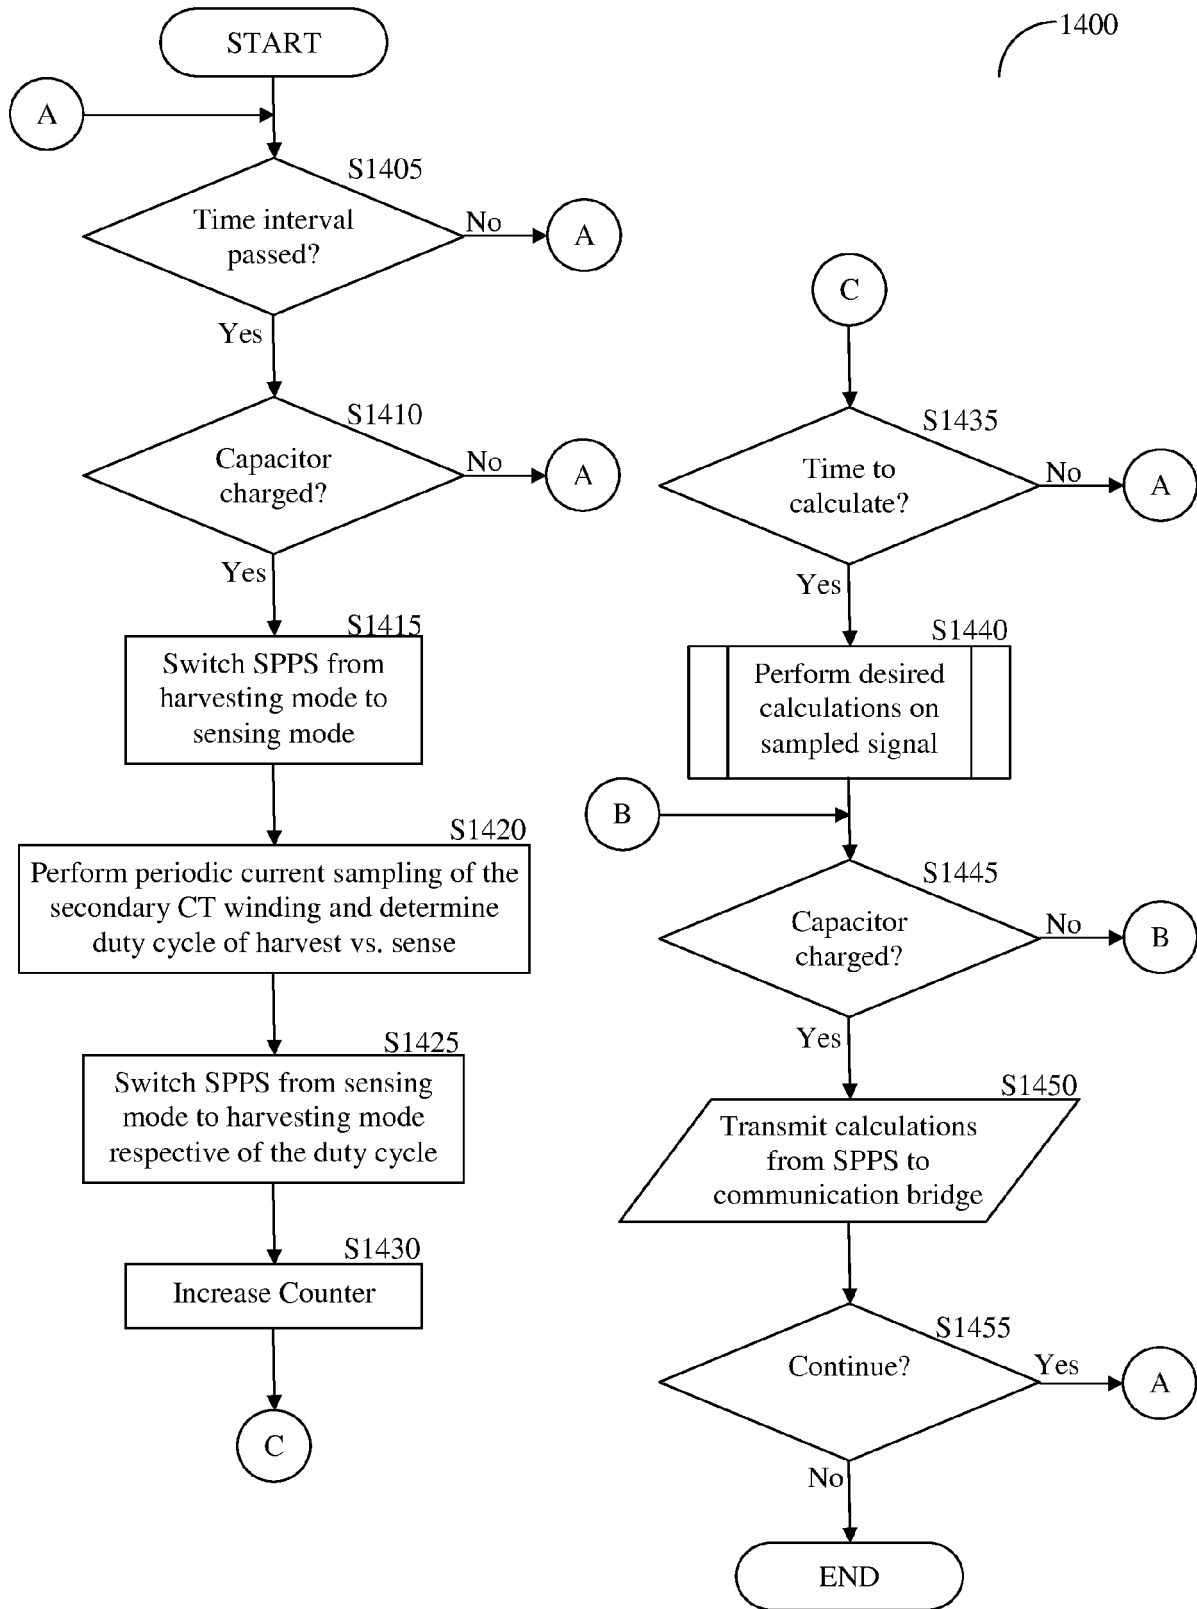 1400
START
A
S1405
Time interval
passed?
No
A
Yes
S1410
Capacitor
charged?
No
A
Yes
S1415
Switch SPPS from
harvesting mode to
sensing mode
S1420
Perform periodic current sampling of the
secondary CT winding and determine
duty cycle of harvest vs. sense
S1425
Switch SPPS from sensing
mode to harvesting mode
respective of the duty cycle
S1430
Increase Counter
C
C
S1435
Time to
calculate?
No
A
Yes
S1440
Perform desired
calculations on
sampled signal
B
S1445
Capacitor
charged?
No
B
Yes
S1450
Transmit calculations
from SPPS to
communication bridge
S1455
Continue?
Yes
A
No
END